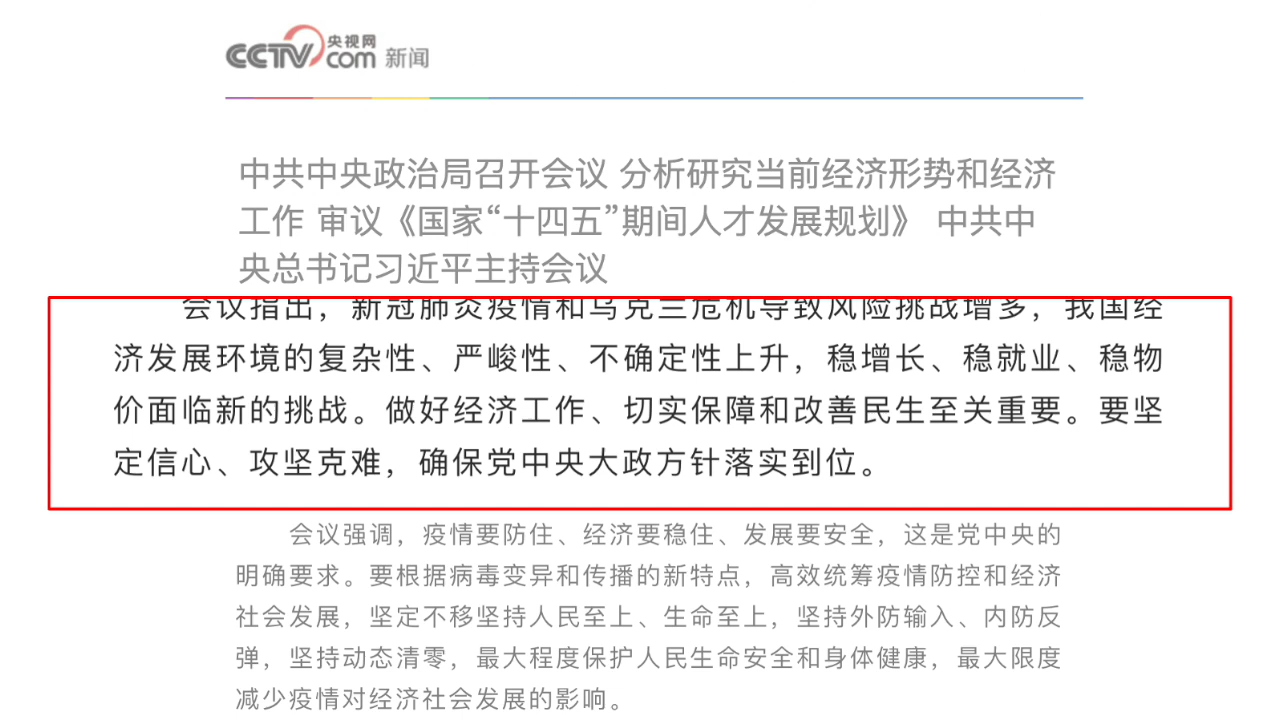 CCTV.com 央视网 新闻
中共中央政治局召开会议 分析研究当前经济形势和经济
工作 审议《国家“十四五”期间人才发展规划》 中共中
央总书记习近平主持会议
会议指出，新冠肺炎疫情和乌克兰危机导致风险挑战增多，我国经
济发展环境的复杂性、严峻性、不确定性上升，稳增长、稳就业、稳物
价面临新的挑战。做好经济工作、切实保障和改善民生至关重要。要坚
定信心、攻坚克难，确保党中央大政方针落实到位。
会议强调，疫情要防住、经济要稳住、发展要安全，这是党中央的
明确要求。要根据病毒变异和传播的新特点，高效统筹疫情防控和经济
社会发展，坚定不移坚持人民至上、生命至上，坚持外防输入、内防反
弹，坚持动态清零，最大程度保护人民生命安全和身体健康，最大限度
减少疫情对经济社会发展的影响。